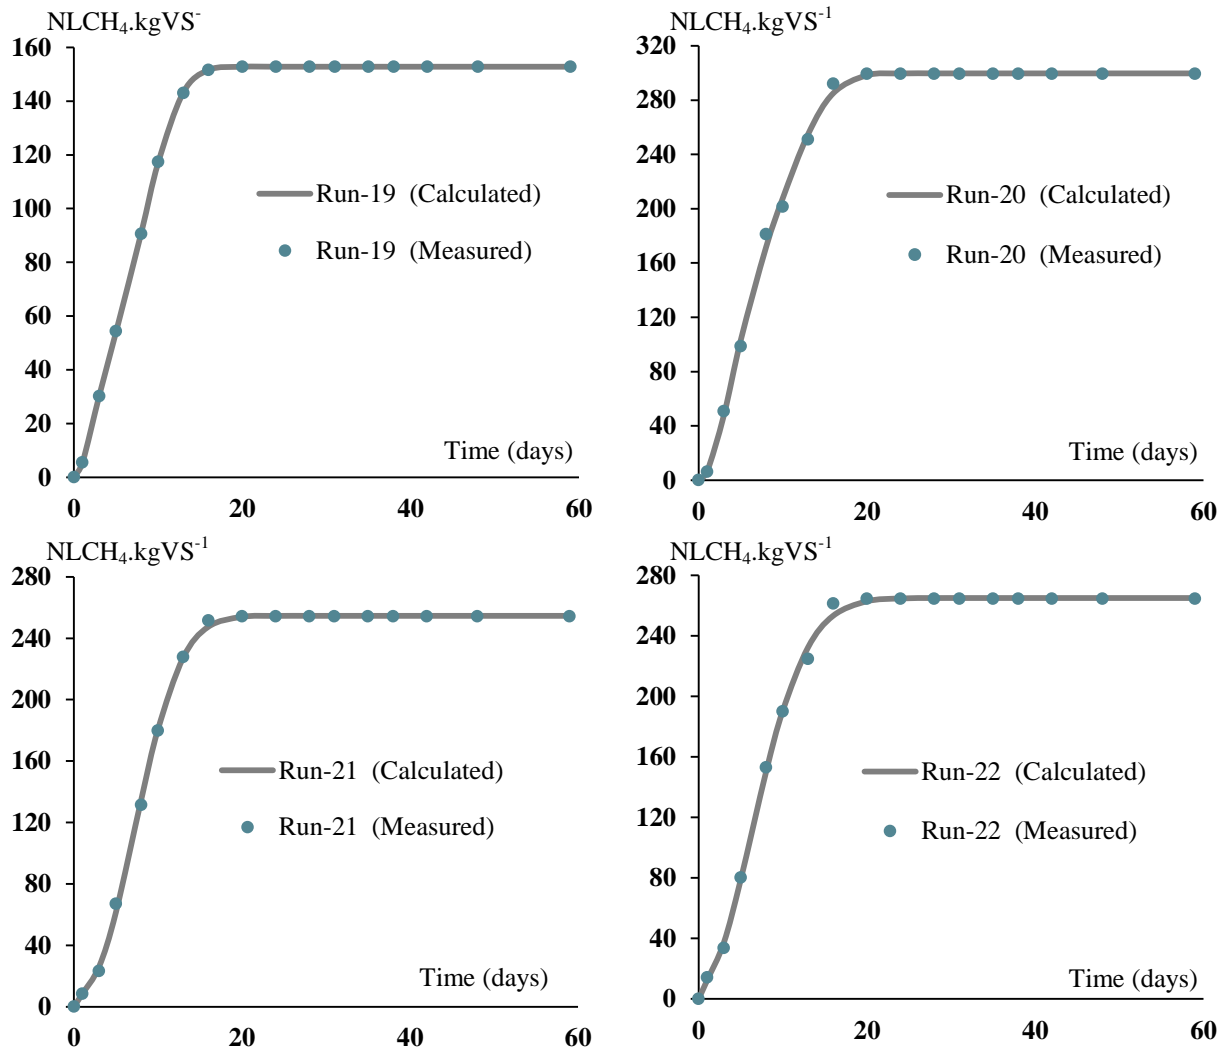 NLCH₄.kgVS⁻
160
140
120
100
80
60
40
20
0
Run-19 (Calculated)
Run-19 (Measured)
Time (days)
0 20 40 60
NLCH₄.kgVS⁻¹
320
280
240
200
160
120
80
40
0
Run-20 (Calculated)
Run-20 (Measured)
Time (days)
0 20 40 60
NLCH₄.kgVS⁻¹
280
240
200
160
120
80
40
0
Run-21 (Calculated)
Run-21 (Measured)
Time (days)
0 20 40 60
NLCH₄.kgVS⁻¹
280
240
200
160
120
80
40
0
Run-22 (Calculated)
Run-22 (Measured)
Time (days)
0 20 40 60